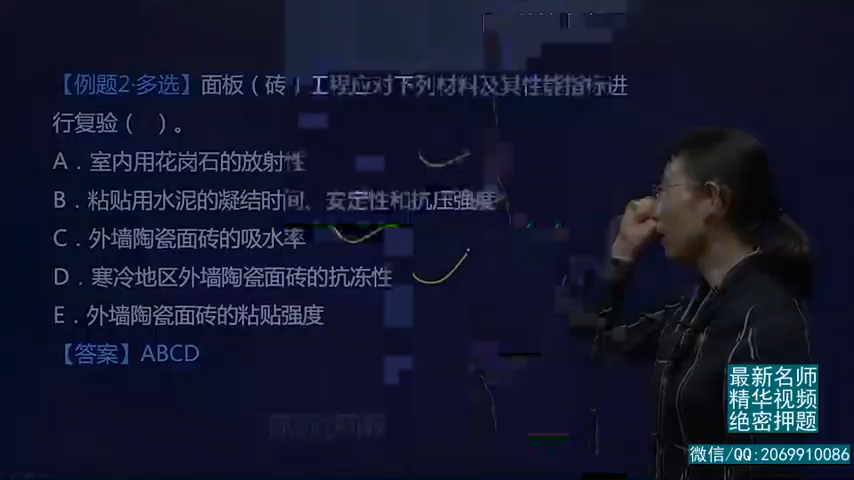 【例题2·多选】面板（砖）工程应对下列材料及其性能指标进
行复验（　）。
A．室内用花岗石的放射性
B．粘贴用水泥的凝结时间、安定性和抗压强度
C．外墙陶瓷面砖的吸水率
D．寒冷地区外墙陶瓷面砖的抗冻性
E．外墙陶瓷面砖的粘贴强度
【答案】ABCD
最新名师
精华视频
绝密押题
微信/QQ:2069910086